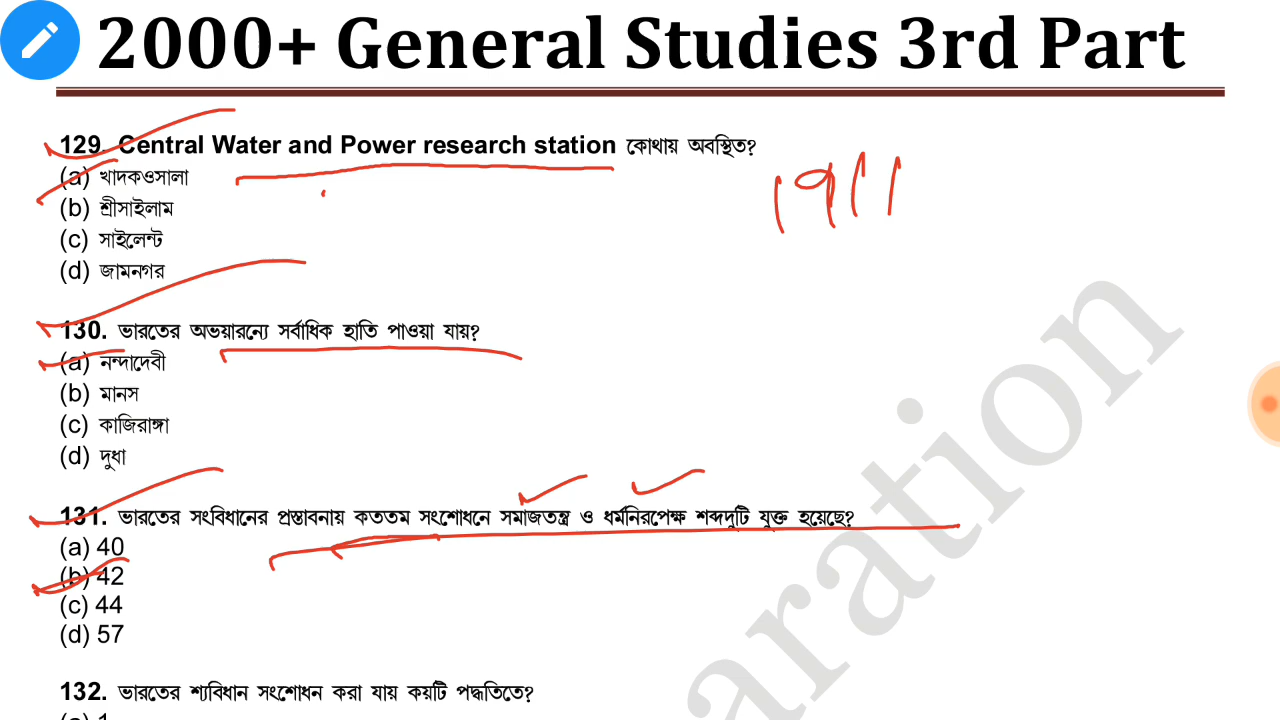 2000+ General Studies 3rd Part
129. Central Water and Power research station কোথায় অবস্থিত?
1911
(a) খাদকওসালা
(b) শ্রীসাইলাম
(c) সাইলেন্ট
(d) জামনগর
130. ভারতের অভয়ারন্যে সর্বাধিক হাতি পাওয়া যায়?
(a) নন্দাদেবী
(b) মানস
(c) কাজিরাঙ্গা
(d) দুধা
131. ভারতের সংবিধানের প্রস্তাবনায় কততম সংশোধনে সমাজতন্ত্র ও ধর্মনিরপেক্ষ শব্দদুটি যুক্ত হয়েছে?
(a) 40
(b) 42
(c) 44
(d) 57
132. ভারতের শ্যবিধান সংশোধন করা যায় কয়টি পদ্ধতিতে?
aration